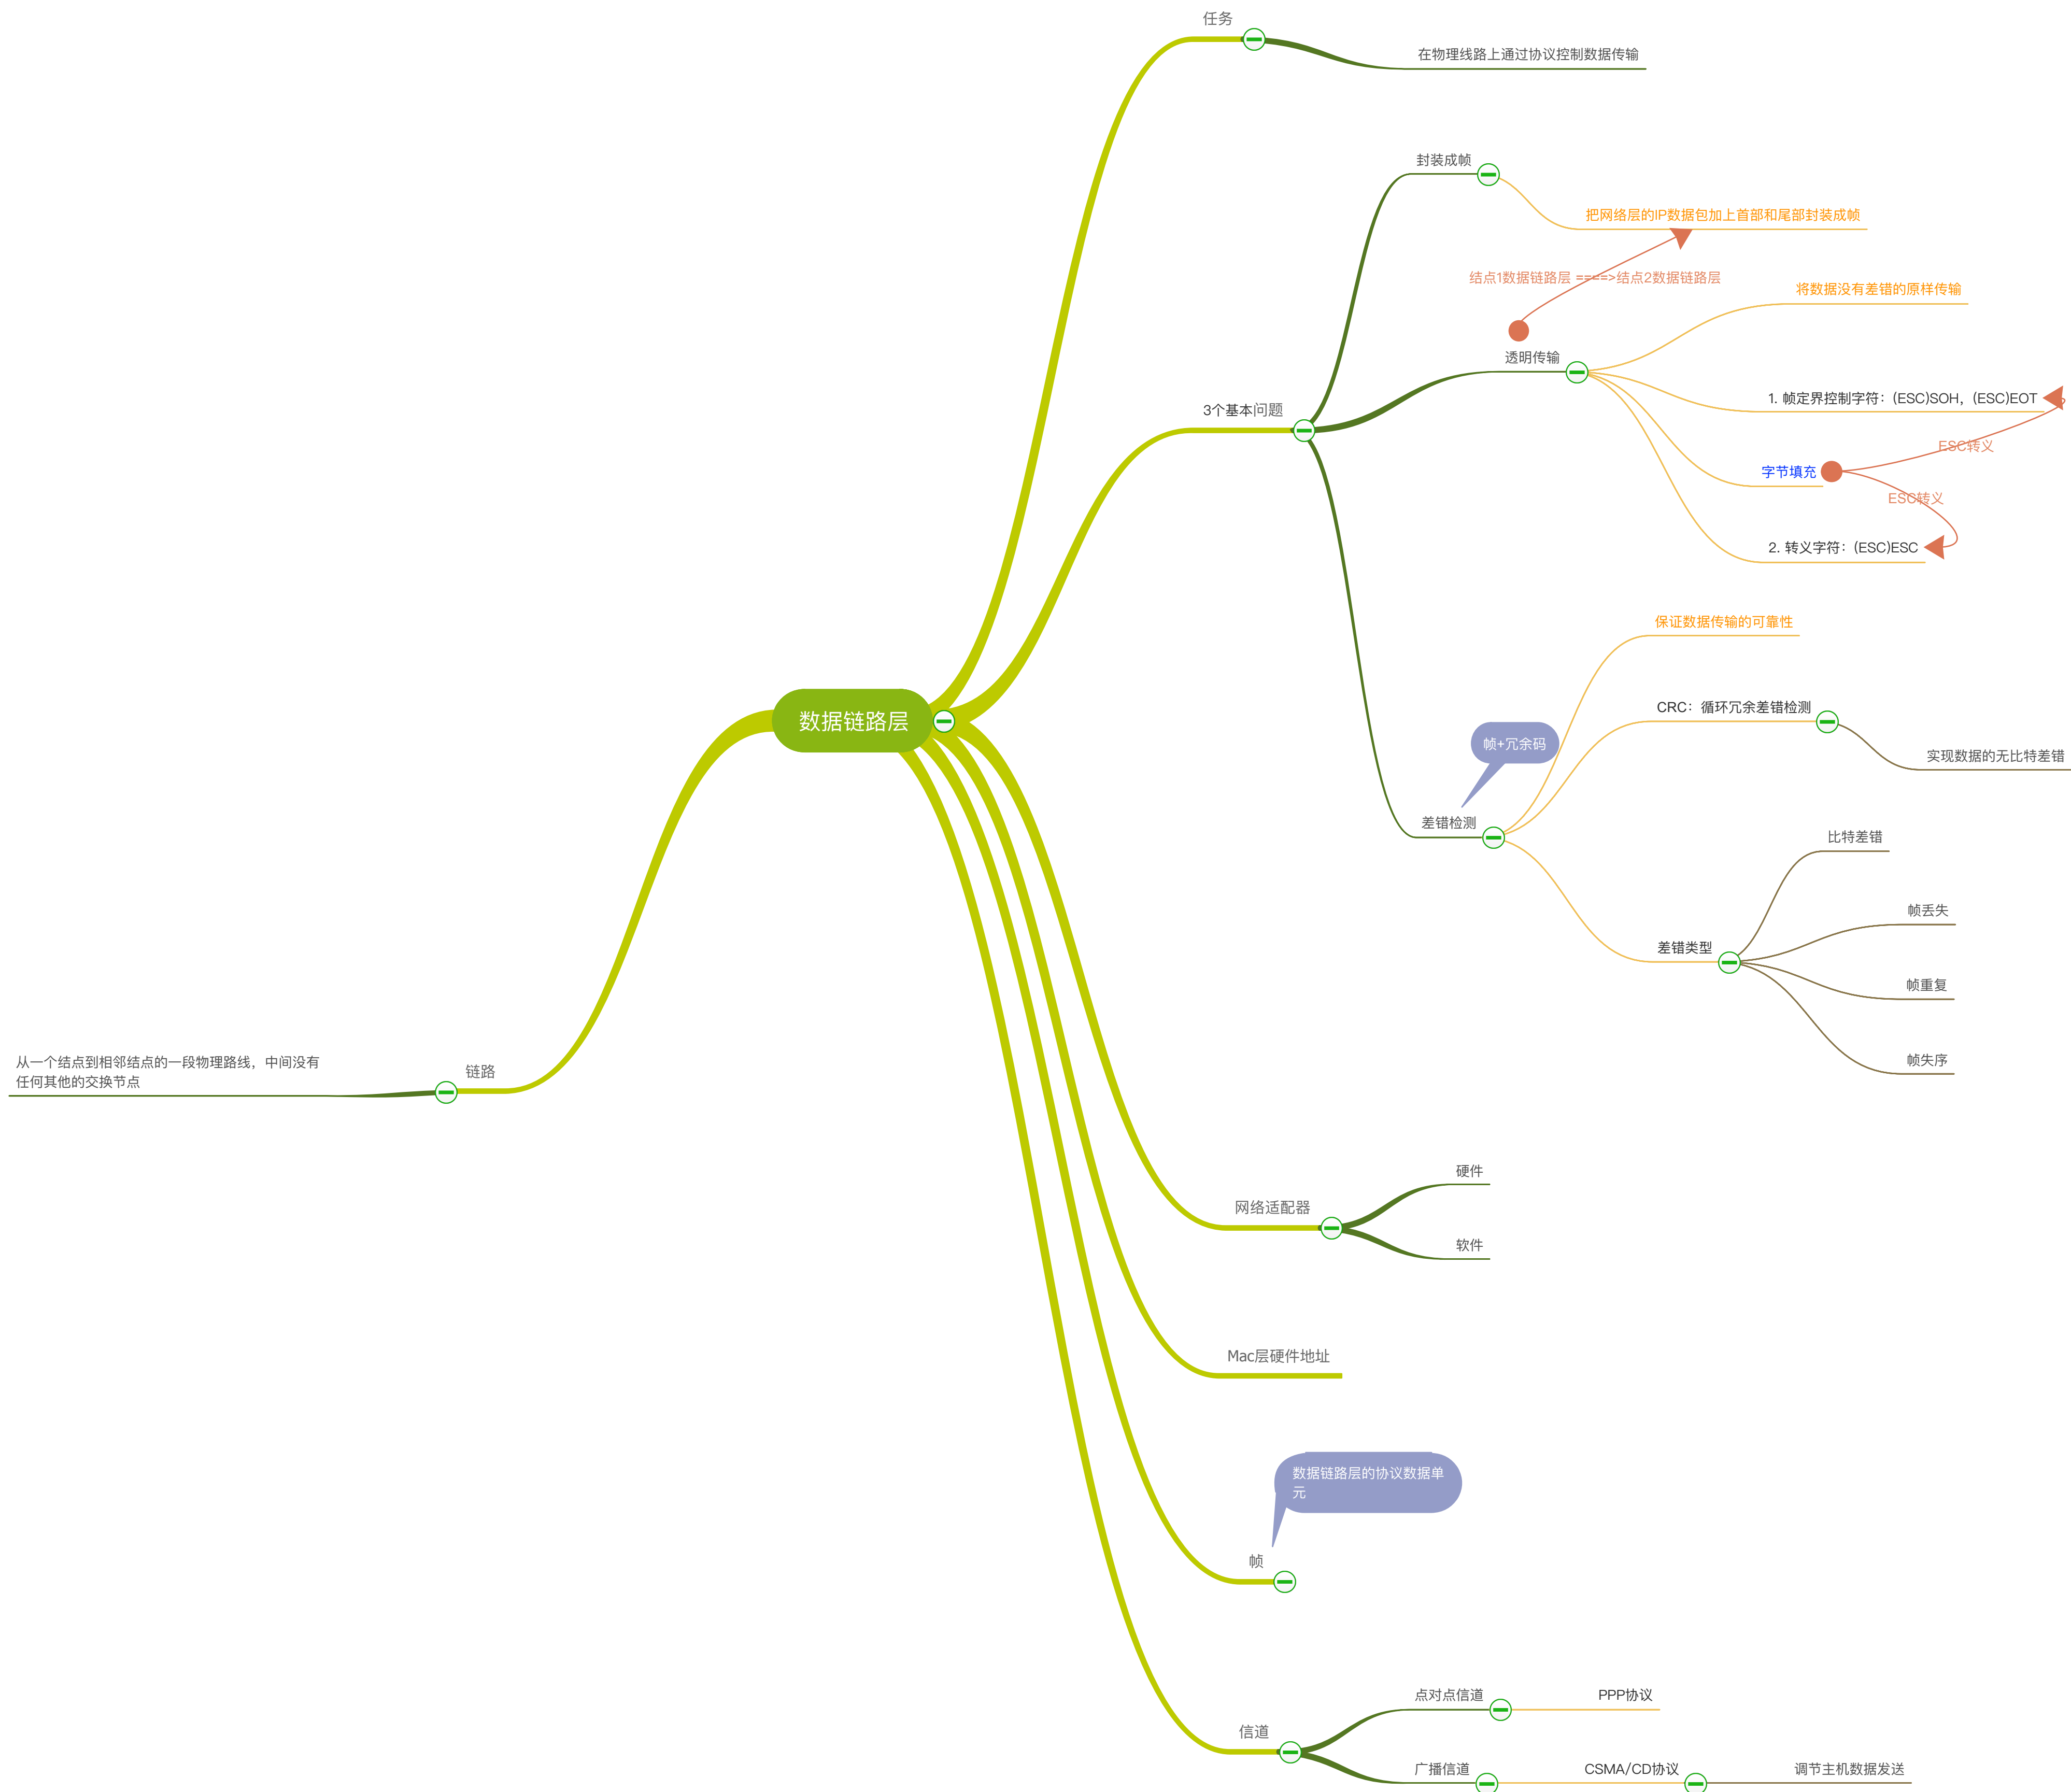 任务
在物理线路上通过协议控制数据传输
封装成帧
把网络层的IP数据包加上首部和尾部封装成帧
结点1数据链路层 ====>结点2数据链路层
将数据没有差错的原样传输
透明传输
1. 帧定界控制字符：(ESC)SOH，(ESC)EOT
3个基本问题
ESC转义
字节填充
ESC转义
2. 转义字符：(ESC)ESC
保证数据传输的可靠性
CRC：循环冗余差错检测
数据链路层
帧+冗余码
实现数据的无比特差错
差错检测
比特差错
帧丢失
差错类型
帧重复
帧失序
从一个结点到相邻结点的一段物理路线，中间没有
任何其他的交换节点
链路
硬件
网络适配器
软件
Mac层硬件地址
数据链路层的协议数据单
元
帧
点对点信道
PPP协议
信道
广播信道
CSMA/CD协议
调节主机数据发送